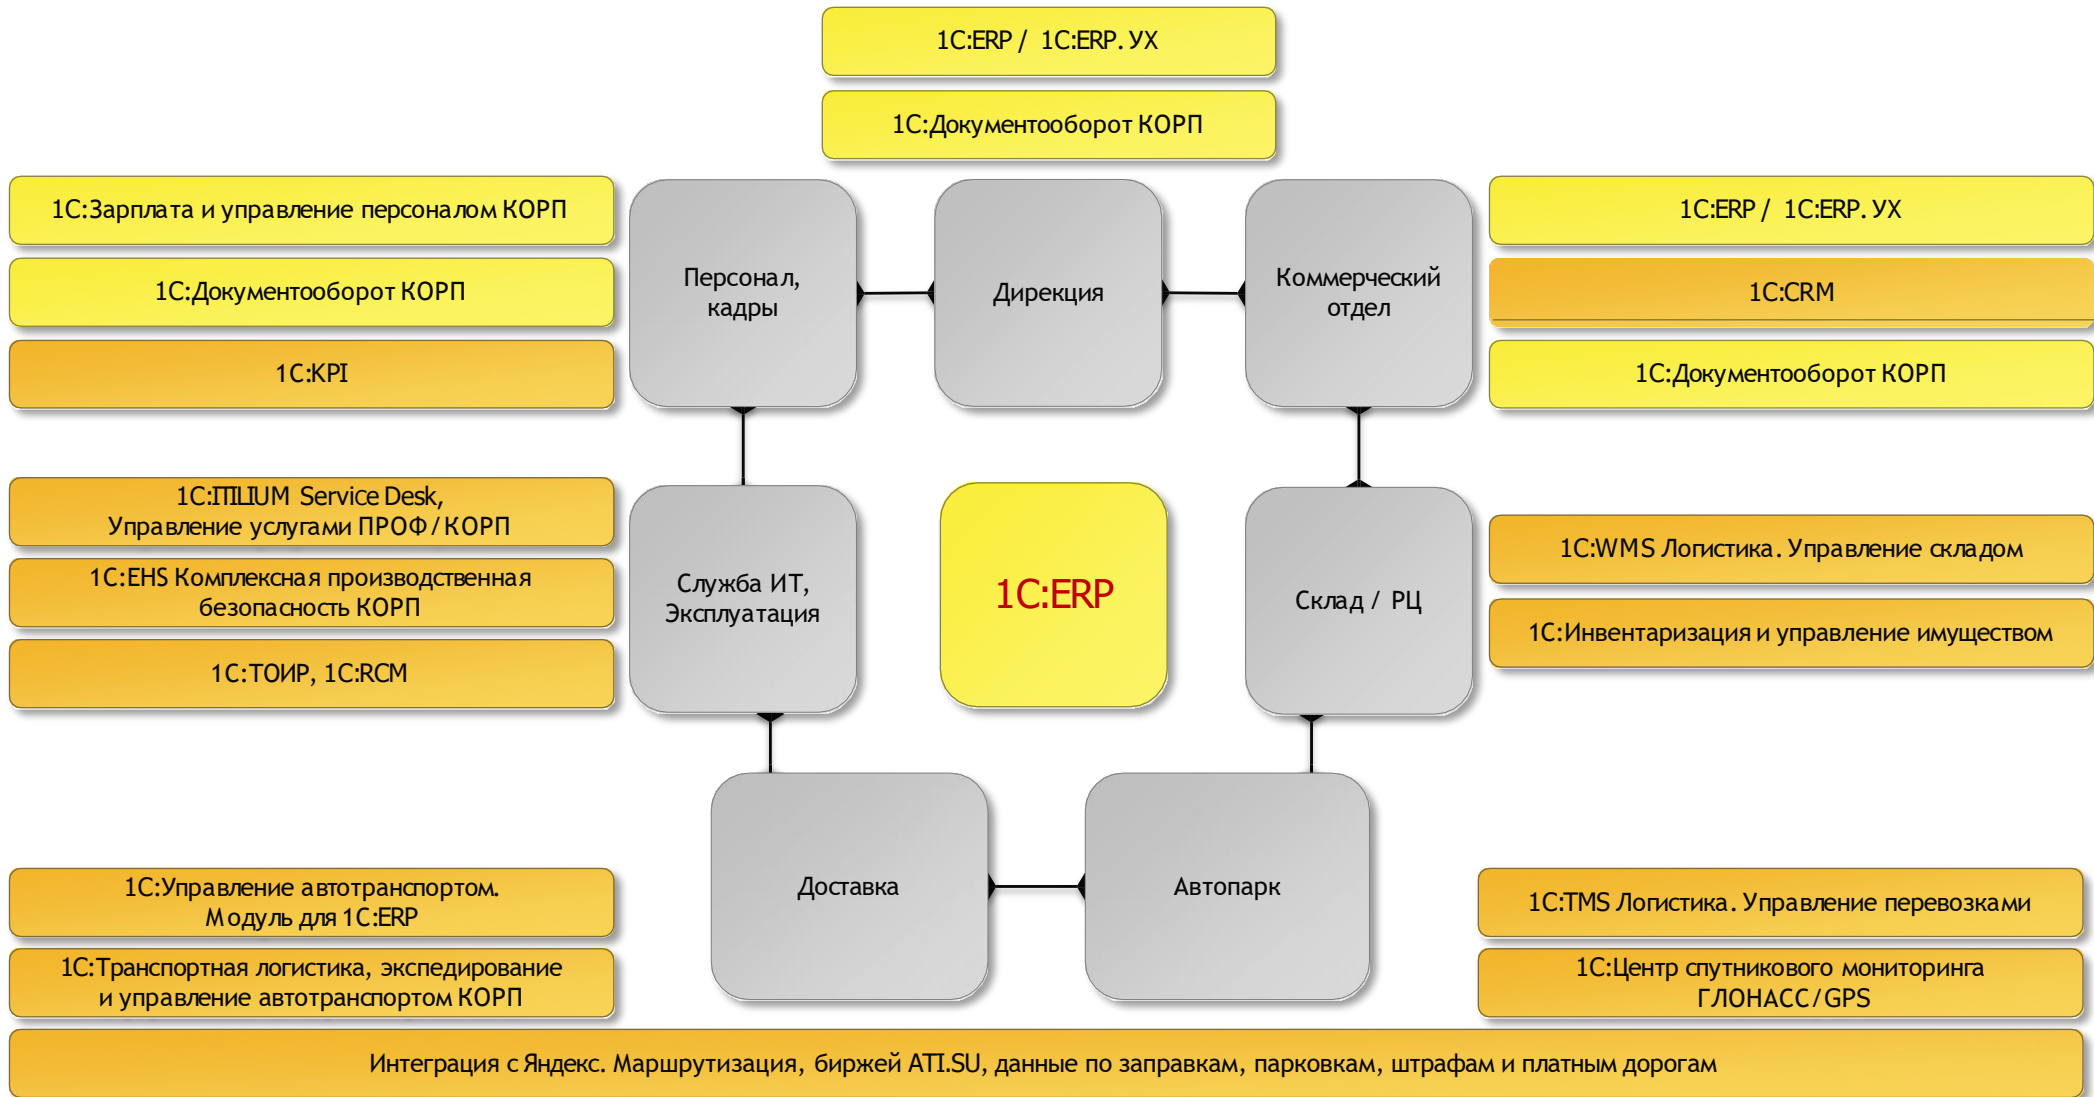 1С:ERP / 1С:ERP. УХ
1С:Документооборот КОРП
1С:Зарплата и управление персоналом КОРП
1С:Документооборот КОРП
1С:KPI
Персонал,
кадры
Дирекция
Коммерческий
отдел
1С:ERP / 1С:ERP. УХ
1С:CRM
1С:Документооборот КОРП
1С:ITILIUM Service Desk,
Управление услугами ПРОФ / КОРП
1С:EHS Комплексная производственная
безопасность КОРП
1С:ТОИР, 1С:RCM
Служба ИТ,
Эксплуатация
1С:ERP
Склад / РЦ
1С:WMS Логистика. Управление складом
1С:Инвентаризация и управление имуществом
Доставка
Автопарк
1С:Управление автотранспортом.
Модуль для 1С:ERP
1С:Транспортная логистика, экспедирование
и управление автотранспортом КОРП
1С:TMS Логистика. Управление перевозками
1С:Центр спутникового мониторинга
ГЛОНАСС/GPS
Интеграция с Яндекс. Маршрутизация, биржей ATI.SU, данные по заправкам, парковкам, штрафам и платным дорогам